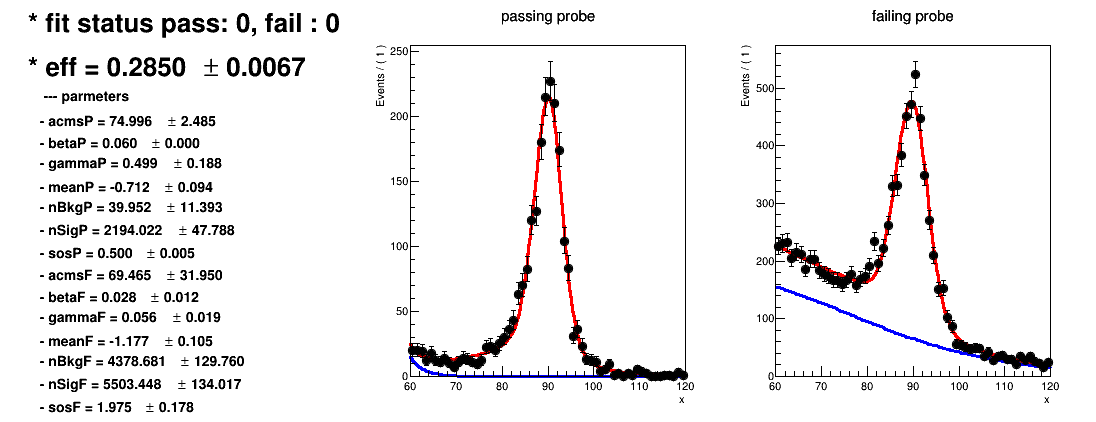 * fit status pass: 0, fail : 0
* eff = 0.2850 ± 0.0067
--- parmeters
- acmsP = 74.996 ± 2.485
- betaP = 0.060 ± 0.000
- gammaP = 0.499 ± 0.188
- meanP = -0.712 ± 0.094
- nBkgP = 39.952 ± 11.393
- nSigP = 2194.022 ± 47.788
- sosP = 0.500 ± 0.005
- acmsF = 69.465 ± 31.950
- betaF = 0.028 ± 0.012
- gammaF = 0.056 ± 0.019
- meanF = -1.177 ± 0.105
- nBkgF = 4378.681 ± 129.760
- nSigF = 5503.448 ± 134.017
- sosF = 1.975 ± 0.178
passing probe
Events / ( 1 )
250
200
150
100
50
0
60 70 80 90 100 110 120
x
failing probe
Events / ( 1 )
500
400
300
200
100
0
60 70 80 90 100 110 120
x